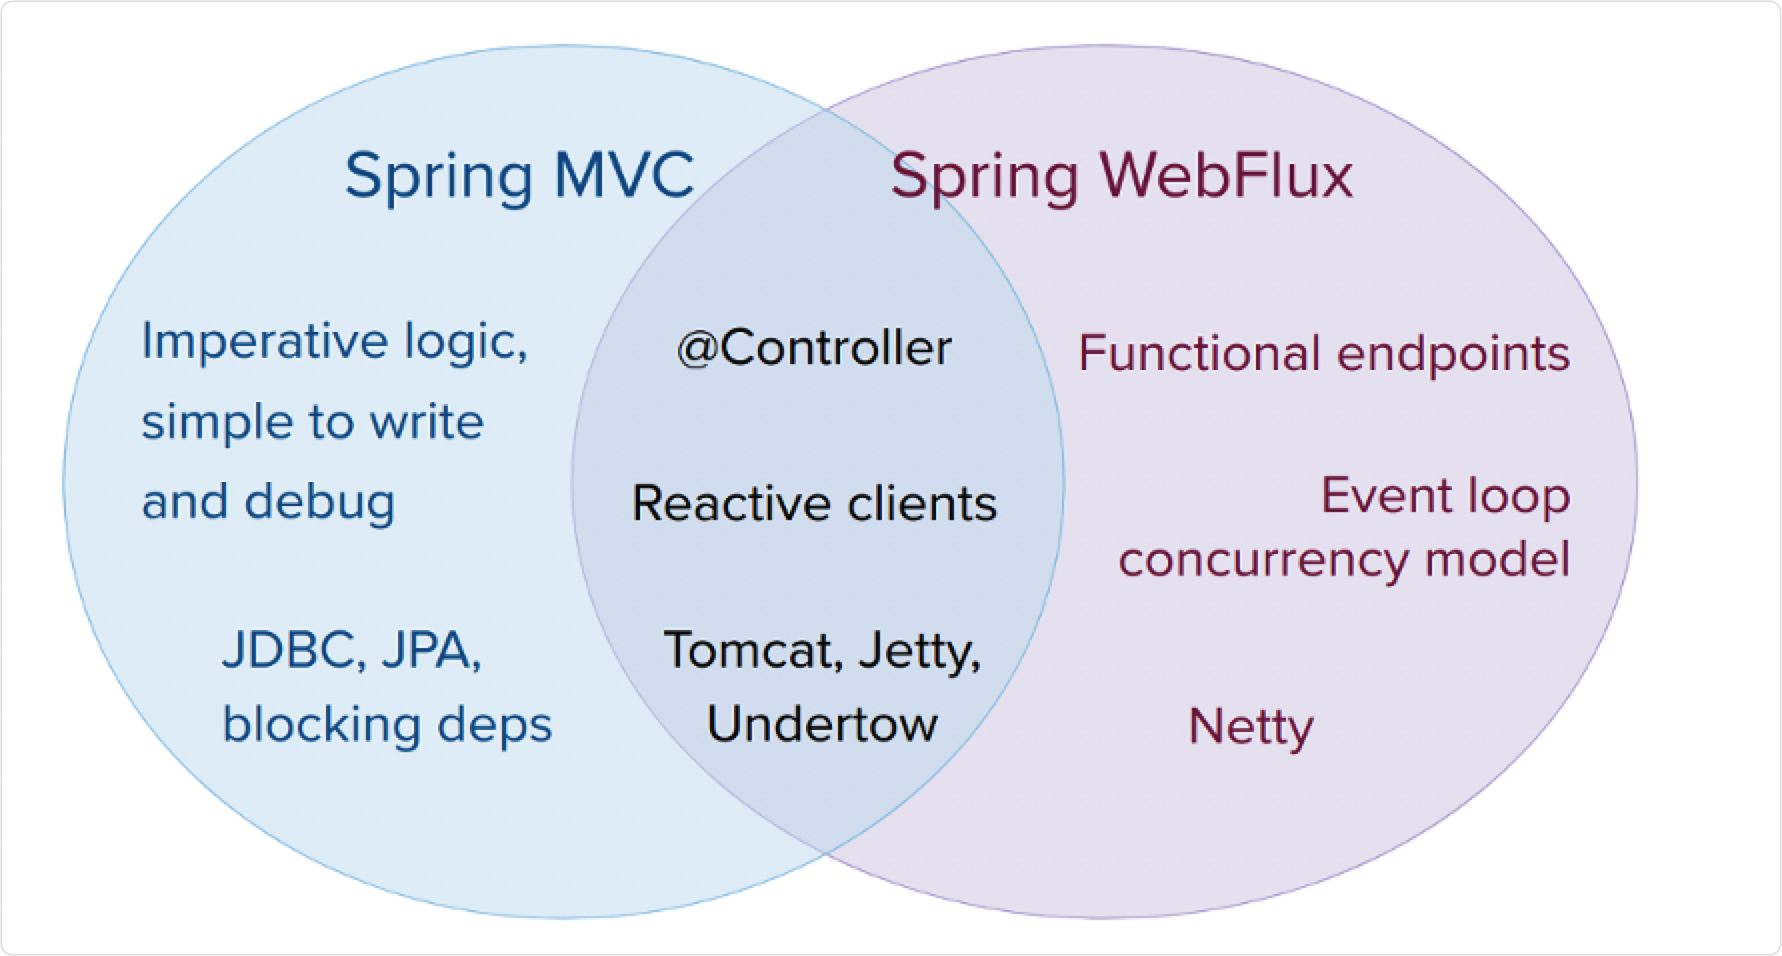 Spring MVC
Spring WebFlux
Imperative logic,
simple to write
and debug
JDBC, JPA,
blocking deps
@Controller
Reactive clients
Tomcat, Jetty,
Undertow
Functional endpoints
Event loop
concurrency model
Netty